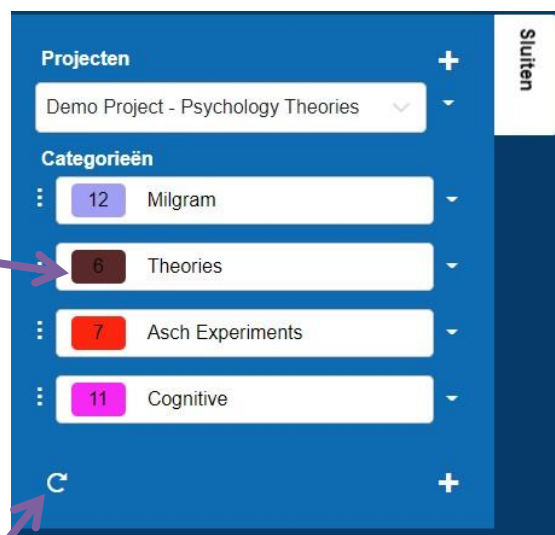 Projecten
Sluiten
Demo Project - Psychology Theories
Categorieën
12 Milgram
6 Theories
7 Asch Experiments
11 Cognitive